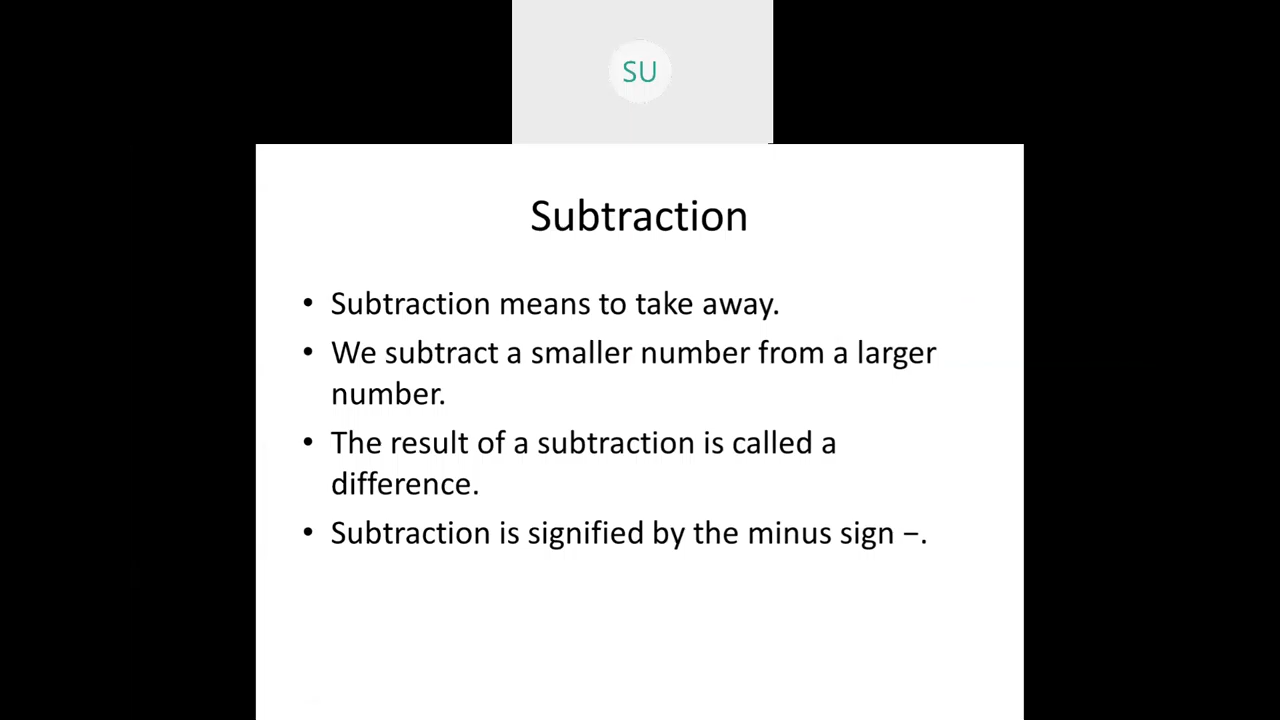 SU
Subtraction
• Subtraction means to take away.
• We subtract a smaller number from a larger
number.
• The result of a subtraction is called a
difference.
• Subtraction is signified by the minus sign −.